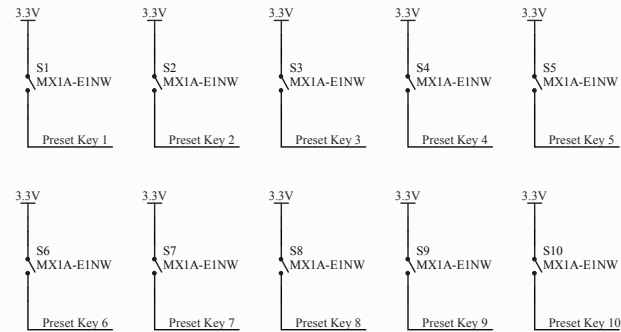 3.3V 3.3V 3.3V 3.3V 3.3V
S1 S2 S3 S4 S5
MX1A-E1NW MX1A-E1NW MX1A-E1NW MX1A-E1NW MX1A-E1NW
Preset Key 1 Preset Key 2 Preset Key 3 Preset Key 4 Preset Key 5
3.3V 3.3V 3.3V 3.3V 3.3V
S6 S7 S8 S9 S10
MX1A-E1NW MX1A-E1NW MX1A-E1NW MX1A-E1NW MX1A-E1NW
Preset Key 6 Preset Key 7 Preset Key 8 Preset Key 9 Preset Key 10